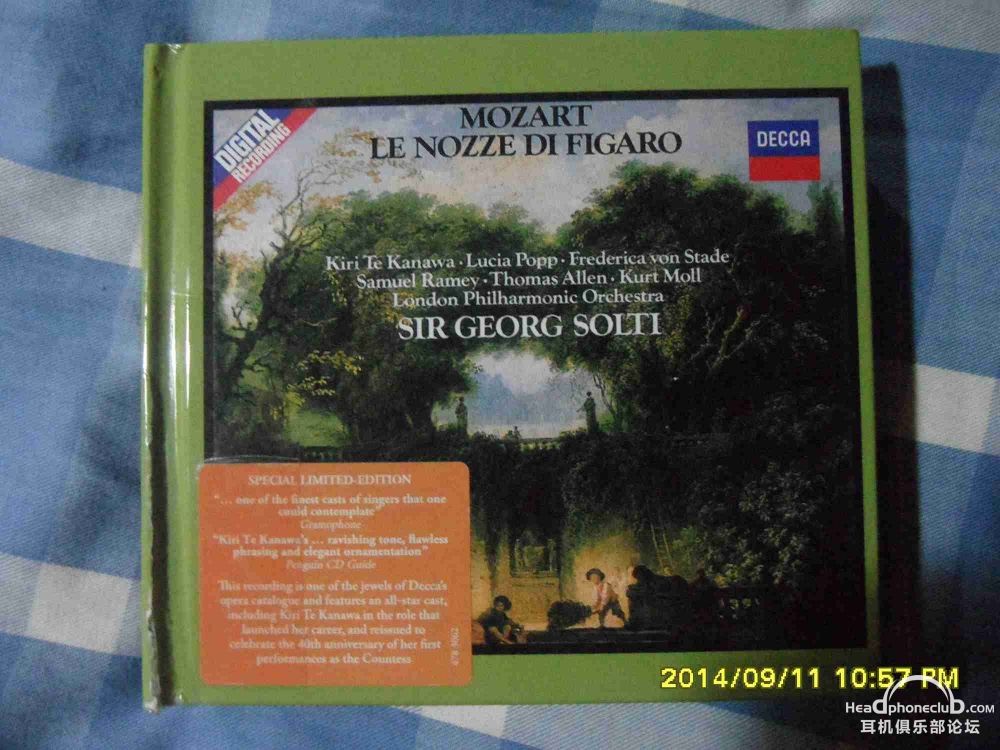 DIGITAL
RECORDING
MOZART
LE NOZZE DI FIGARO
DECCA
Kiri Te Kanawa · Lucia Popp · Frederica von Stade
Samuel Ramey · Thomas Allen · Kurt Moll
London Philharmonic Orchestra
SIR GEORG SOLTI
SPECIAL LIMITED-EDITION
“... one of the finest casts of singers that one
could contemplate”
Gramophone
“Kiri Te Kanawa's ... ravishing tone, flawless
phrasing and elegant ornamentation”
Penguin CD Guide
This recording is one of the jewels of Decca's
opera catalogue and features an all-star cast,
including Kiri Te Kanawa in the role that
launched her career, and reissued to
celebrate the 40th anniversary of her first
performances as the Countess
2014/09/11 10:57 PM
HeadphoneclubD.COM
耳机俱乐部论坛